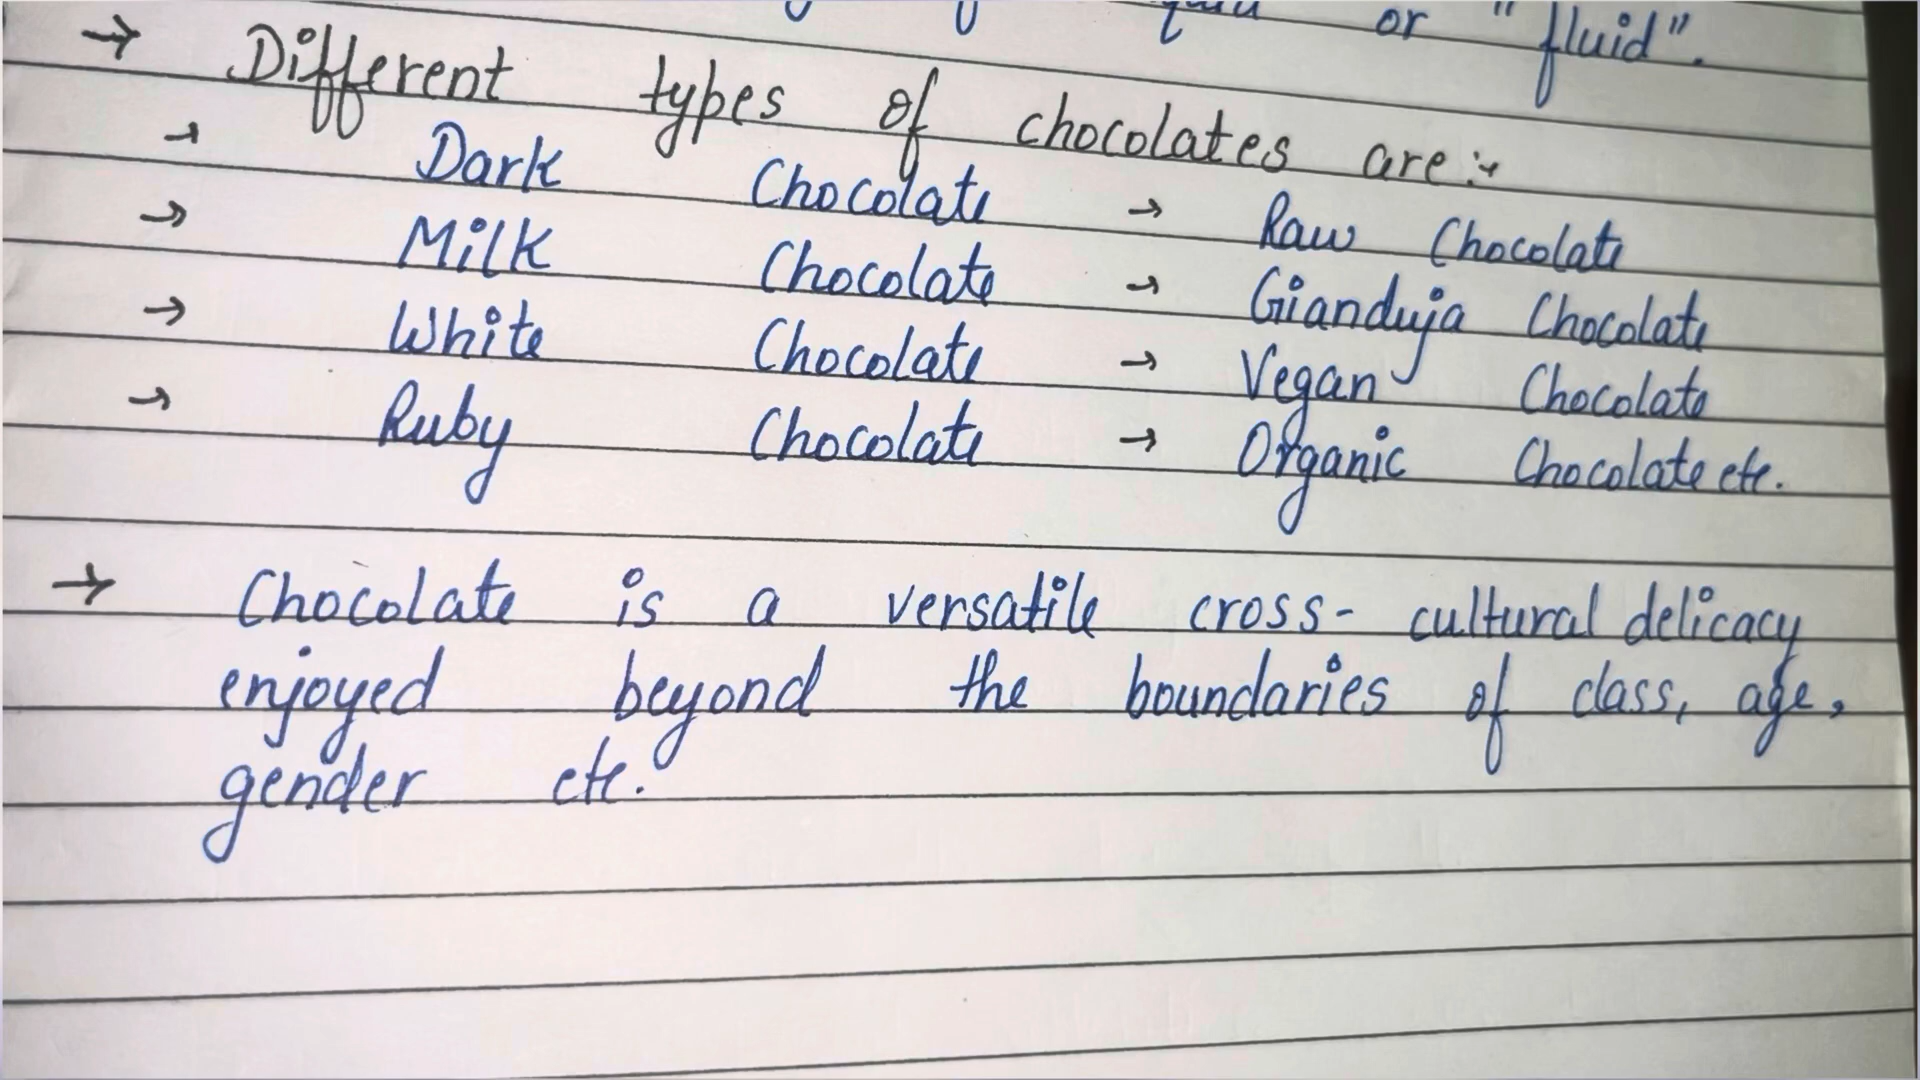 or "fluid".
→ Different types of chocolates are:-
→ Dark Chocolate → Raw Chocolate
→ Milk Chocolate → Gianduja Chocolate
→ White Chocolate → Vegan Chocolate
→ Ruby Chocolate → Organic Chocolate etc.
→ Chocolate is a versatile cross-cultural delicacy
enjoyed beyond the boundaries of class, age,
gender etc.